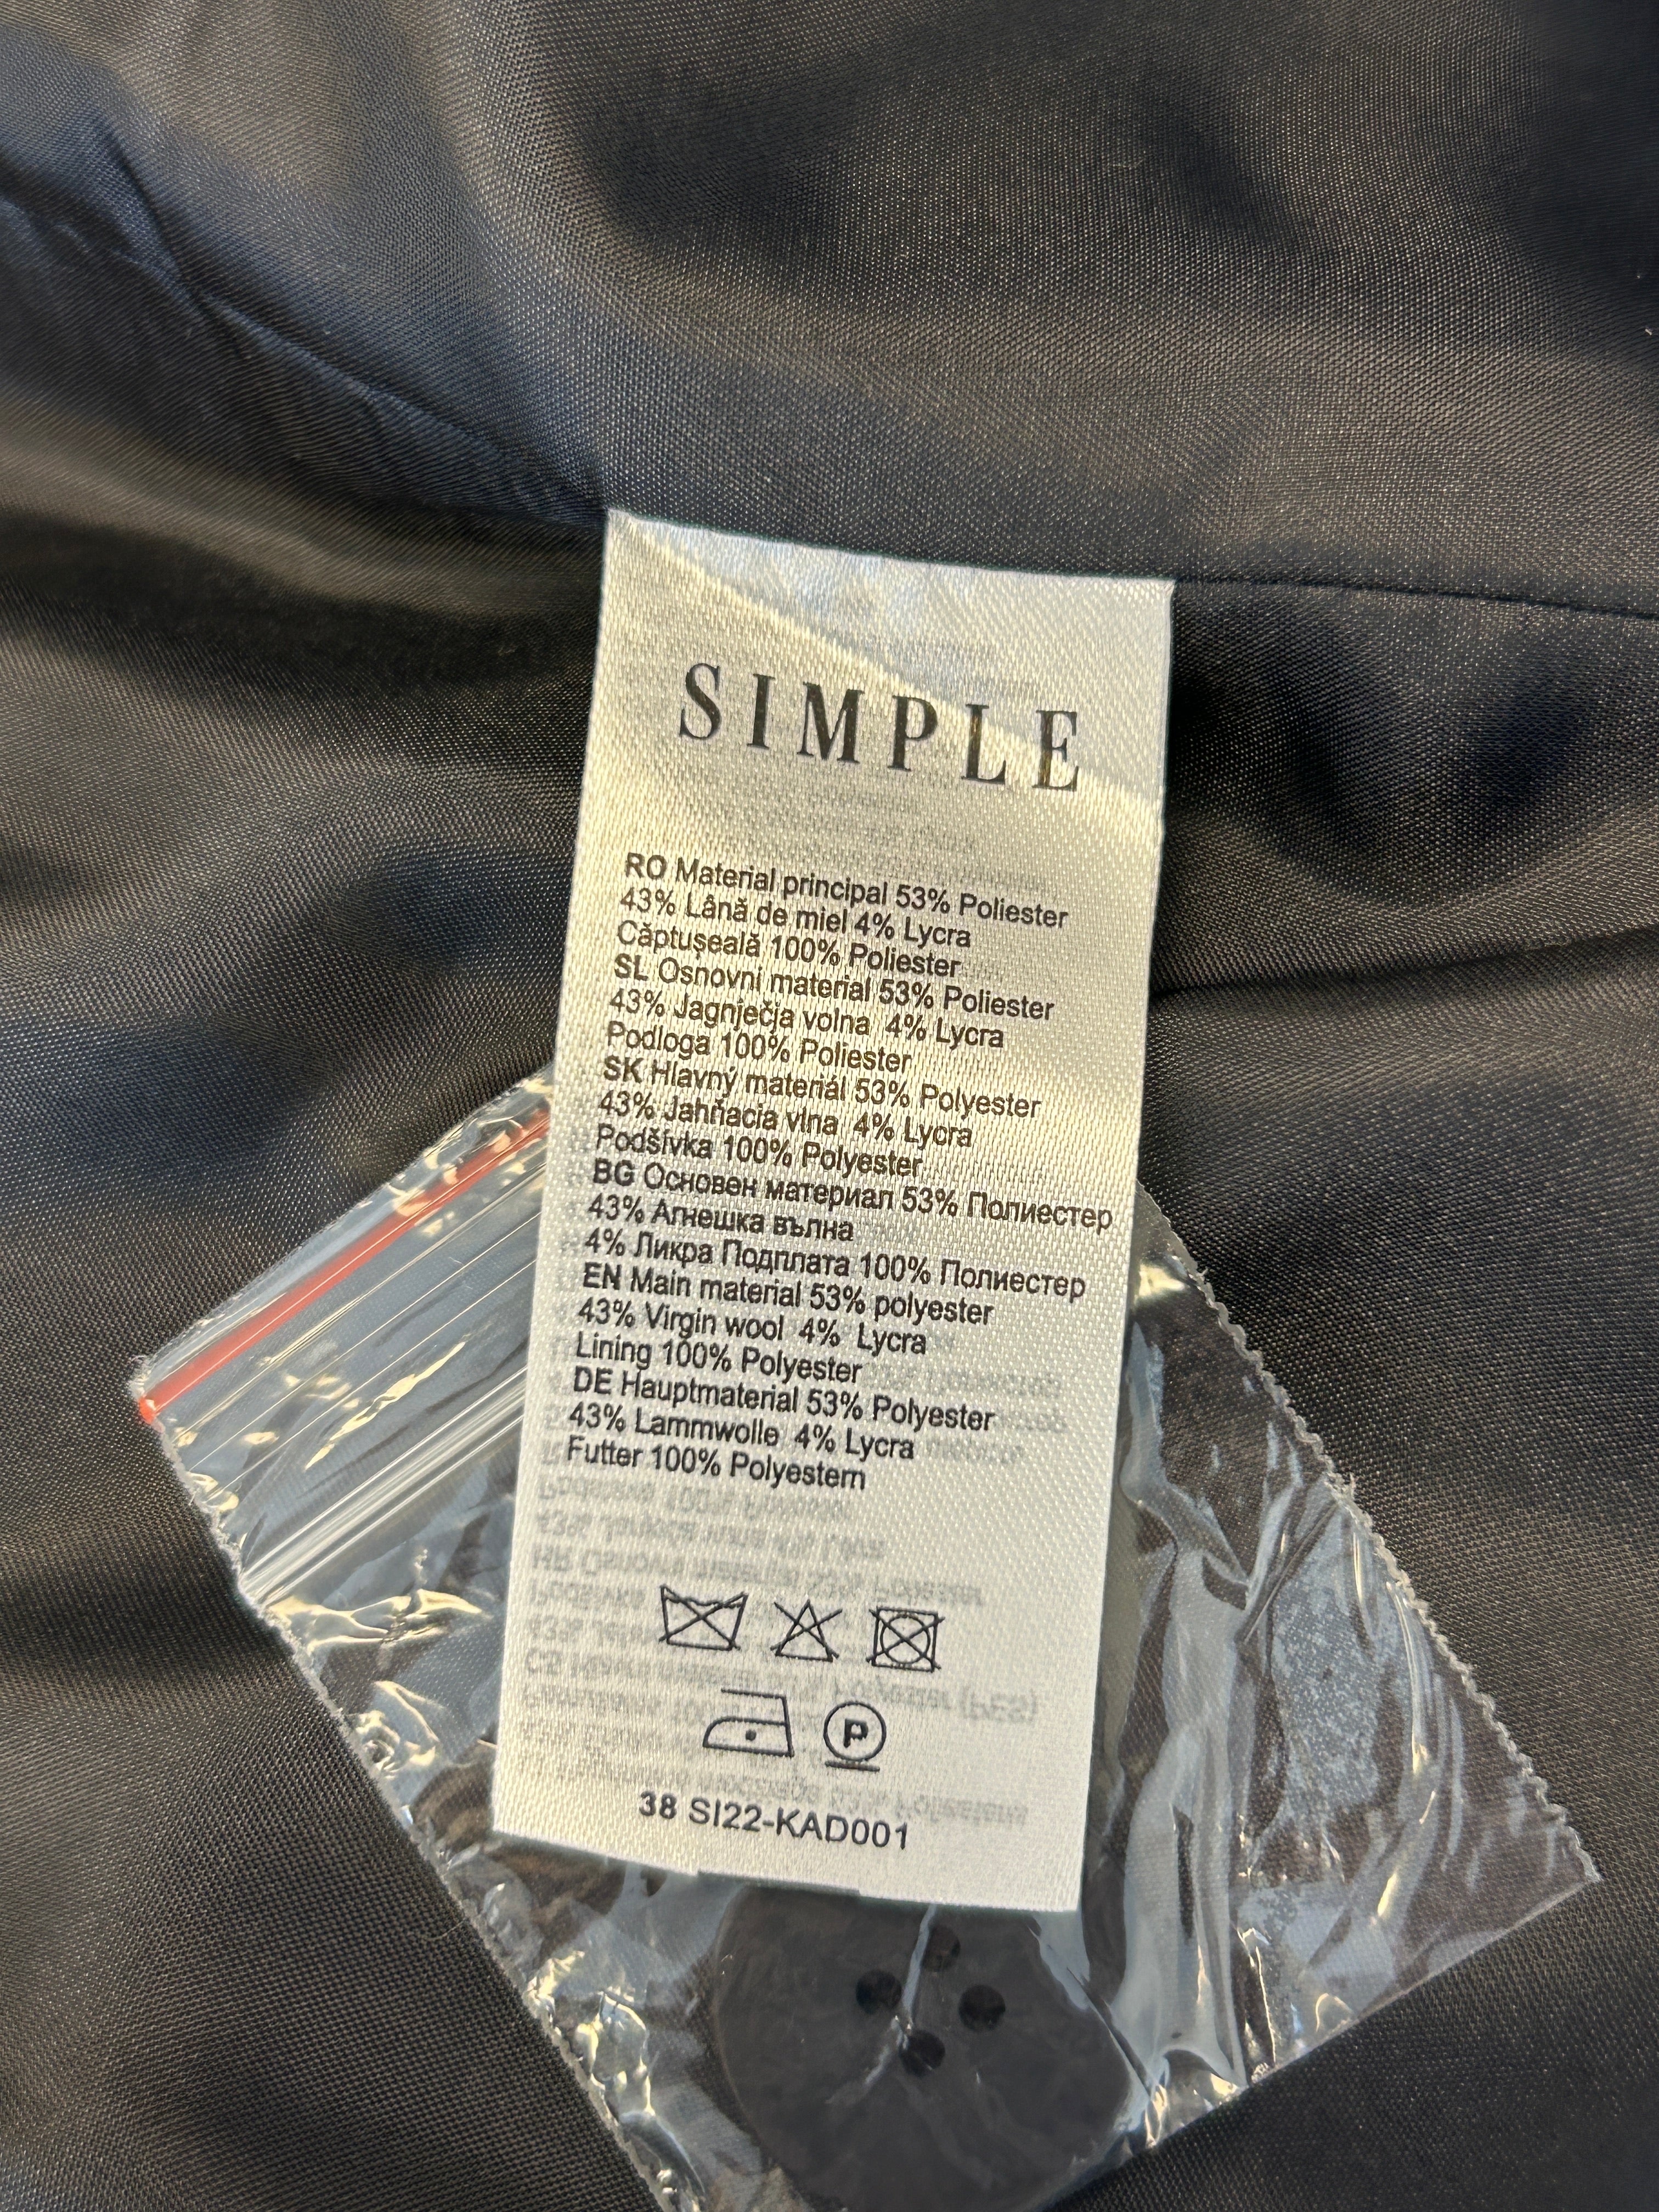 SIMPLE
RO Material principal 53% Poliester
43% Lână de miel 4% Lycra
Căptușeală 100% Poliester
SL Osnovni material 53% Poliester
43% Jagnječja volna 4% Lycra
Podloga 100% Poliester
SK Hlavný materiál 53% Polyester
43% Jahňacia vlna 4% Lycra
Podšívka 100% Polyester
BG Основен материал 53% Полиестер
43% Агнешка вълна
4% Ликра Подплата 100% Полиестер
EN Main material 53% polyester
43% Virgin wool 4% Lycra
Lining 100% Polyester
DE Hauptmaterial 53% Polyester
43% Lammwolle 4% Lycra
Futter 100% Polyestern
P
38 SI22-KAD001